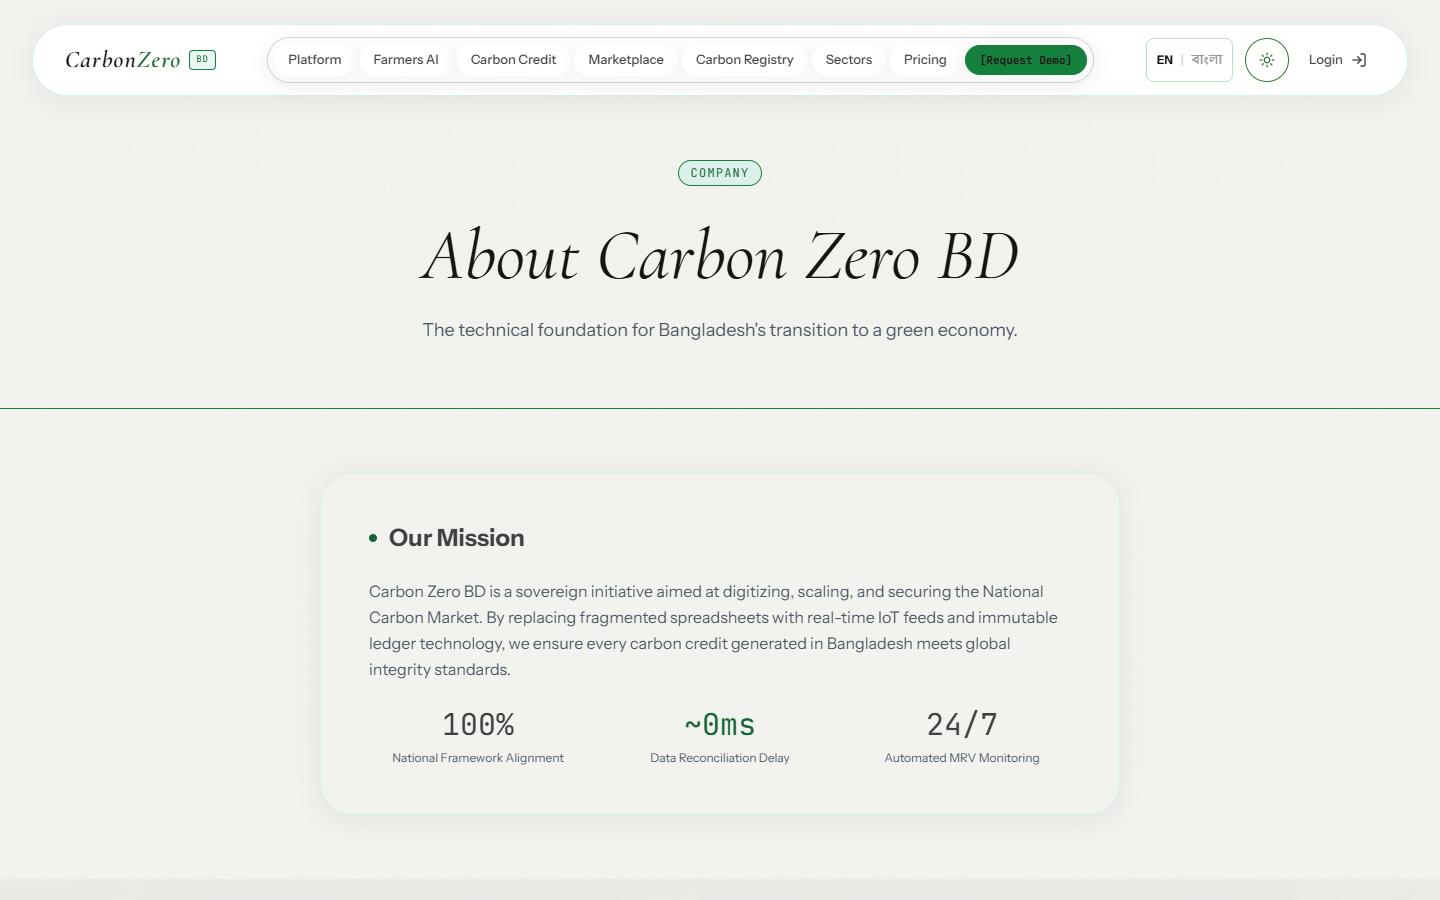 CarbonZero BD
Platform Farmers AI Carbon Credit Marketplace Carbon Registry Sectors Pricing [Request Demo]
EN | বাংলা
Login
COMPANY
About Carbon Zero BD
The technical foundation for Bangladesh's transition to a green economy.
Our Mission
Carbon Zero BD is a sovereign initiative aimed at digitizing, scaling, and securing the National
Carbon Market. By replacing fragmented spreadsheets with real-time IoT feeds and immutable
ledger technology, we ensure every carbon credit generated in Bangladesh meets global
integrity standards.
100% ~0ms 24/7
National Framework Alignment Data Reconciliation Delay Automated MRV Monitoring